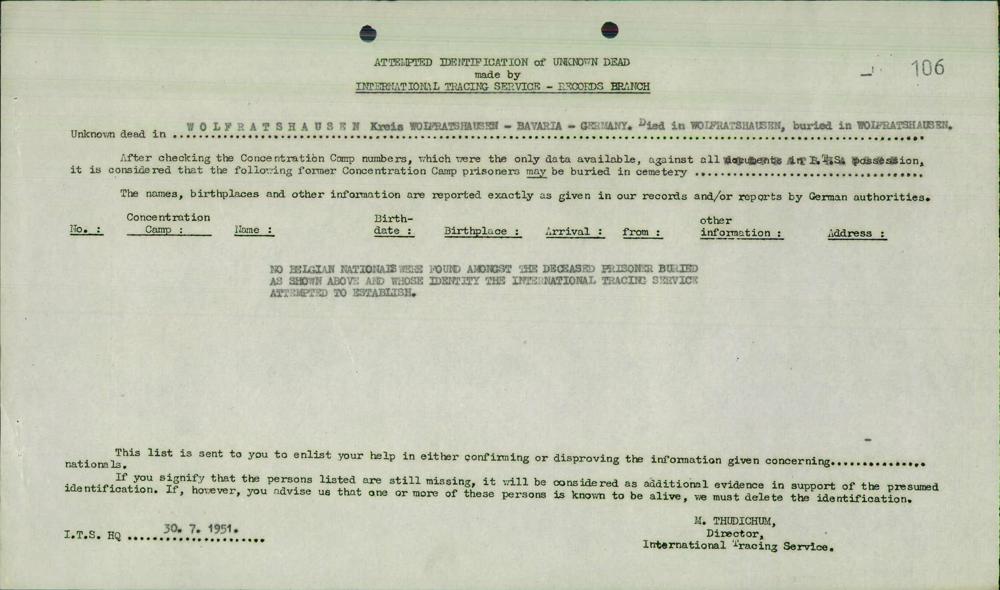 ATTEMPTED IDENTIFICATION of UNKNOWN DEAD
made by
INTERNATIONAL TRACING SERVICE - RECORDS BRANCH
106
Unknown dead in WOLFRATSHAUSEN Kreis WOLFRATSHAUSEN - BAVARIA - GERMANY. Died in WOLFRATSHAUSEN, buried in WOLFRATSHAUSEN.
After checking the Concentration Camp numbers, which were the only data available, against all documents in I.T.S. possession,
it is considered that the following former Concentration Camp prisoners may be buried in cemetery ...................................
The names, birthplaces and other information are reported exactly as given in our records and/or reports by German authorities.
Concentration Birth- other
No. : Camp : Name : date : Birthplace : Arrival : from : information : Address :
NO BELGIAN NATIONALS WERE FOUND AMONGST THE DECEASED PRISONER BURIED
AS SHOWN ABOVE AND WHOSE IDENTITY THE INTERNATIONAL TRACING SERVICE
ATTEMPTED TO ESTABLISH.
This list is sent to you to enlist your help in either confirming or disproving the information given concerning..............
nationals.
If you signify that the persons listed are still missing, it will be considered as additional evidence in support of the presumed
identification. If, however, you advise us that one or more of these persons is known to be alive, we must delete the identification.
M. THUDICHUM,
I.T.S. HQ 30. 7. 1951.
Director,
International Tracing Service.